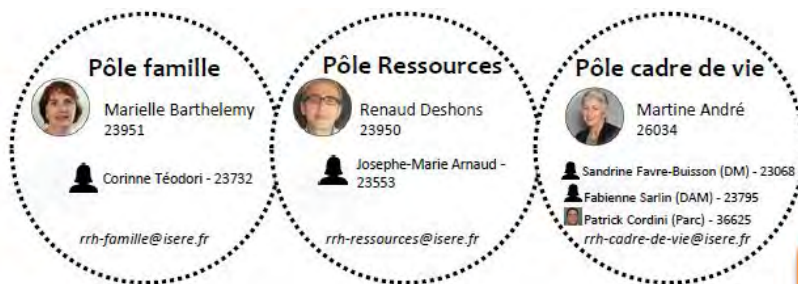 Pôle famille
Marielle Barthelemy
23951
Corinne Téodori - 23732
rrh-famille@isere.fr
Pôle Ressources
Renaud Deshons
23950
Josephe-Marie Arnaud -
23553
rrh-ressources@isere.fr
Pôle cadre de vie
Martine André
26034
Sandrine Favre-Buisson (DM) - 23068
Fabienne Sarlin (DAM) - 23795
Patrick Cordini (Parc) - 36625
rrh-cadre-de-vie@isere.fr